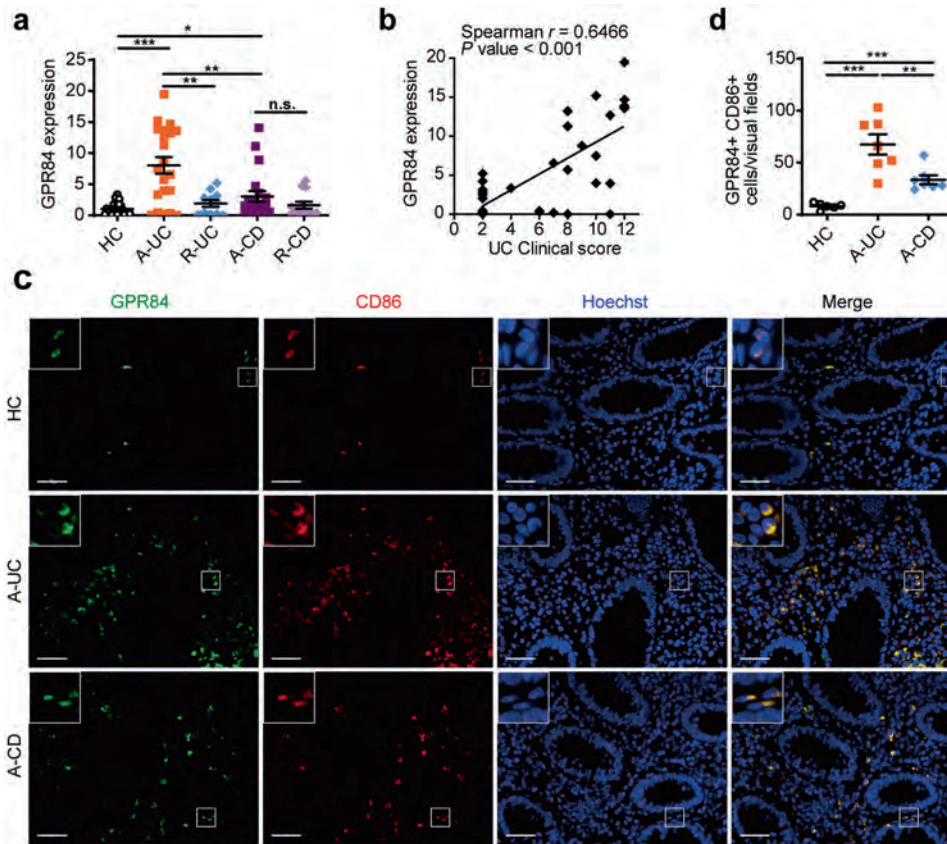 a
*
***
**
**
n.s.
GPR84 expression
25
20
15
10
5
0
HC
A-UC
R-UC
A-CD
R-CD
b
Spearman r = 0.6466
P value < 0.001
GPR84 expression
20
15
10
5
0
0 2 4 6 8 10 12
UC Clinical score
d
***
***
**
GPR84+ CD86+
cells/visual fields
150
100
50
0
HC
A-UC
A-CD
c
GPR84 CD86 Hoechst Merge
HC
A-UC
A-CD